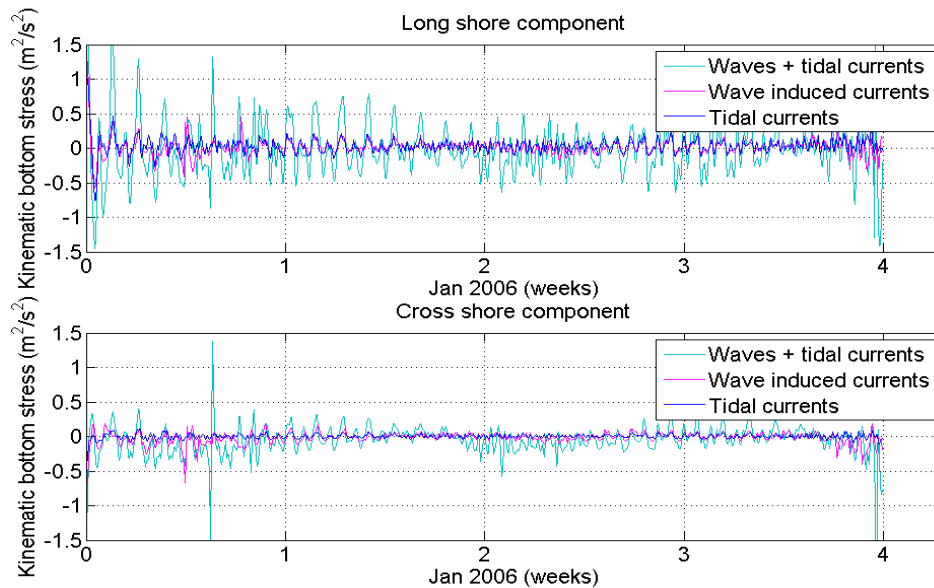 Long shore component
Kinematic bottom stress (m²/s²)
1.5
1
0.5
0
-0.5
-1
-1.5
Waves + tidal currents
Wave induced currents
Tidal currents
0 1 2 3 4
Jan 2006 (weeks)
Cross shore component
Kinematic bottom stress (m²/s²)
1.5
1
0.5
0
-0.5
-1
-1.5
Waves + tidal currents
Wave induced currents
Tidal currents
0 1 2 3 4
Jan 2006 (weeks)